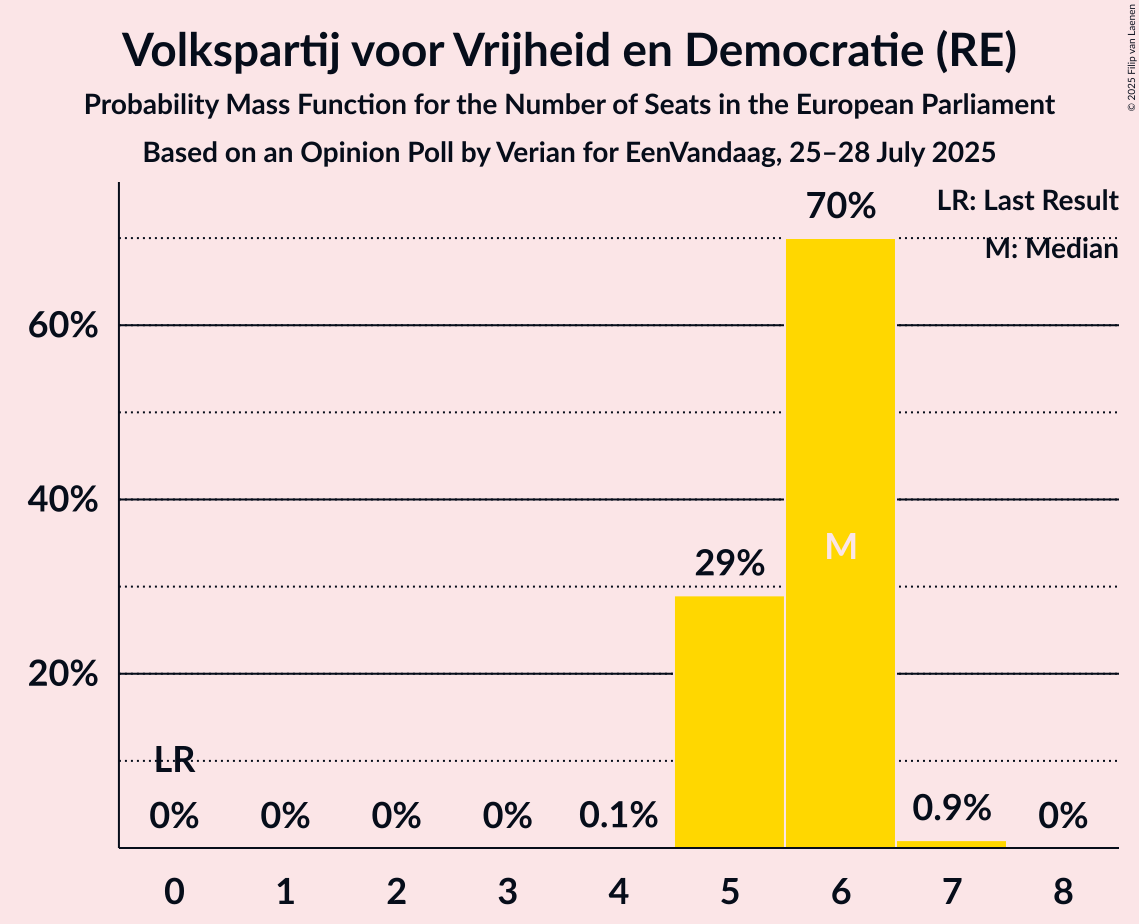 Volkspartij voor Vrijheid en Democratie (RE)
Probability Mass Function for the Number of Seats in the European Parliament
Based on an Opinion Poll by Verian for EenVandaag, 25–28 July 2025
© 2025 Filip van Laenen
LR: Last Result
M: Median
60%
40%
20%
LR
0%
0%
0%
0%
0.1%
29%
70%
M
0.9%
0%
0
1
2
3
4
5
6
7
8